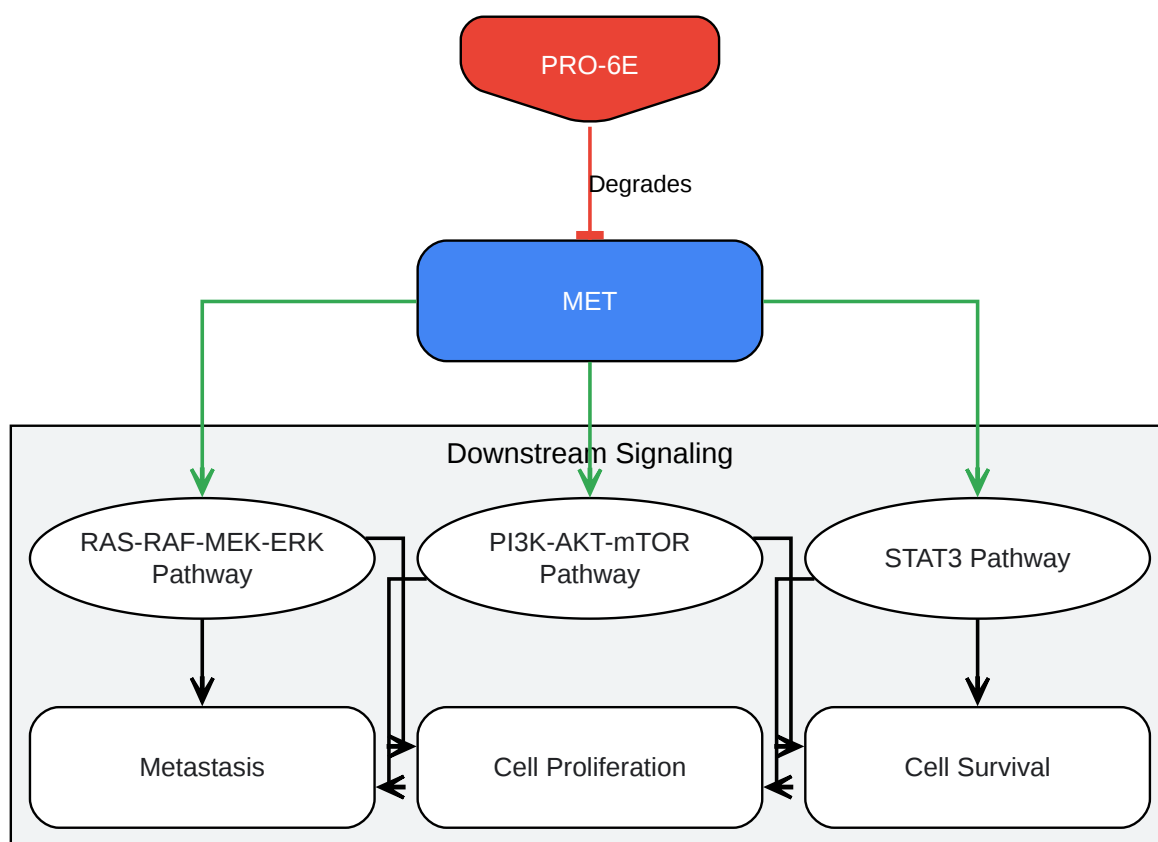 PRO-6E
Degrades
MET
Downstream Signaling
RAS-RAF-MEK-ERK
Pathway
PI3K-AKT-mTOR
Pathway
STAT3 Pathway
Metastasis
Cell Proliferation
Cell Survival